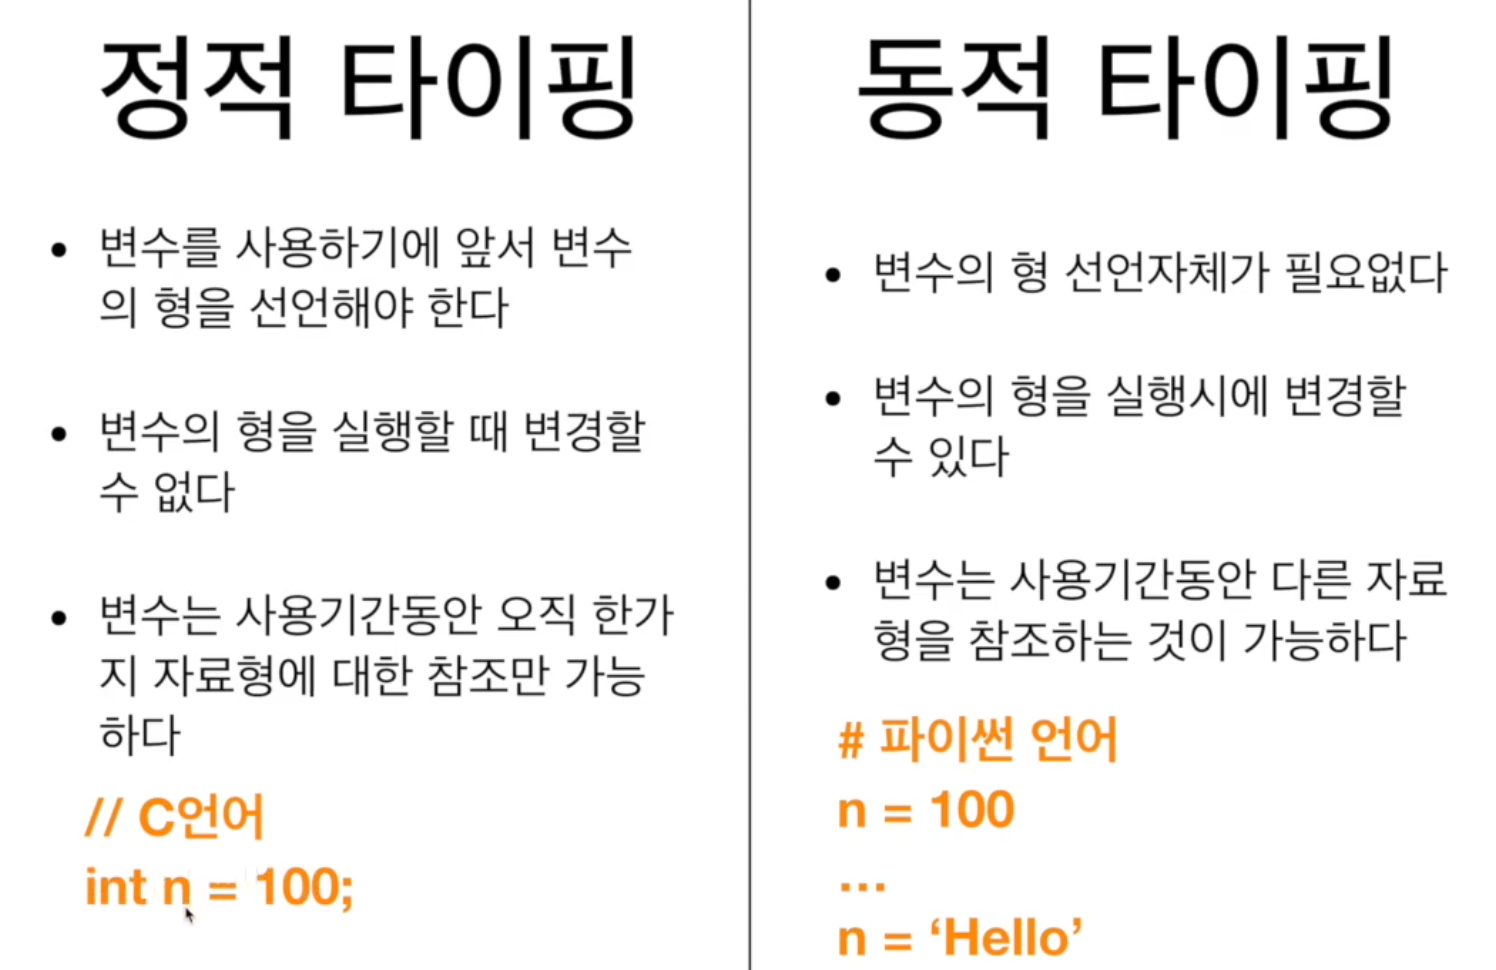 정적 타이핑
변수를 사용하기에 앞서 변수
의 형을 선언해야 한다
변수의 형을 실행할 때 변경할
수 없다
변수는 사용기간동안 오직 한가
지 자료형에 대한 참조만 가능
하다
// C언어
int n = 100;
동적 타이핑
변수의 형 선언자체가 필요없다
변수의 형을 실행시에 변경할
수 있다
변수는 사용기간동안 다른 자료
형을 참조하는 것이 가능하다
# 파이썬 언어
n = 100
...
n = ‘Hello’